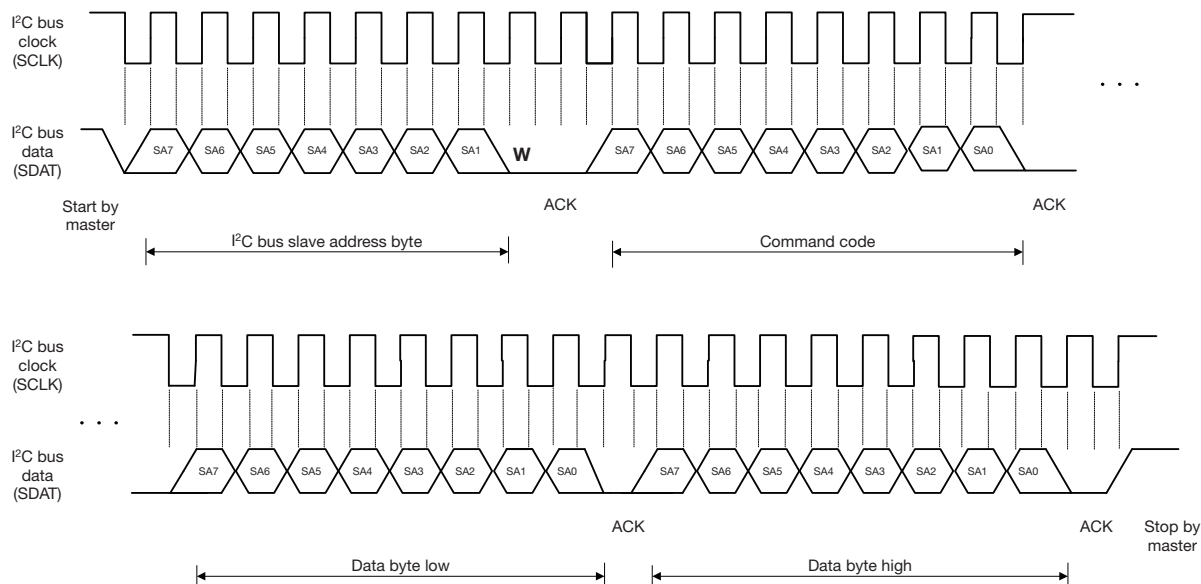 I²C bus
clock
(SCLK)
. . .
I²C bus
data
(SDAT)
SA7 SA6 SA5 SA4 SA3 SA2 SA1 W SA7 SA6 SA5 SA4 SA3 SA2 SA1 SA0
Start by
master
ACK ACK
I²C bus slave address byte Command code
I²C bus
clock
(SCLK)
. . .
I²C bus
data
(SDAT)
SA7 SA6 SA5 SA4 SA3 SA2 SA1 SA0 SA7 SA6 SA5 SA4 SA3 SA2 SA1 SA0
ACK ACK Stop by
master
Data byte low Data byte high